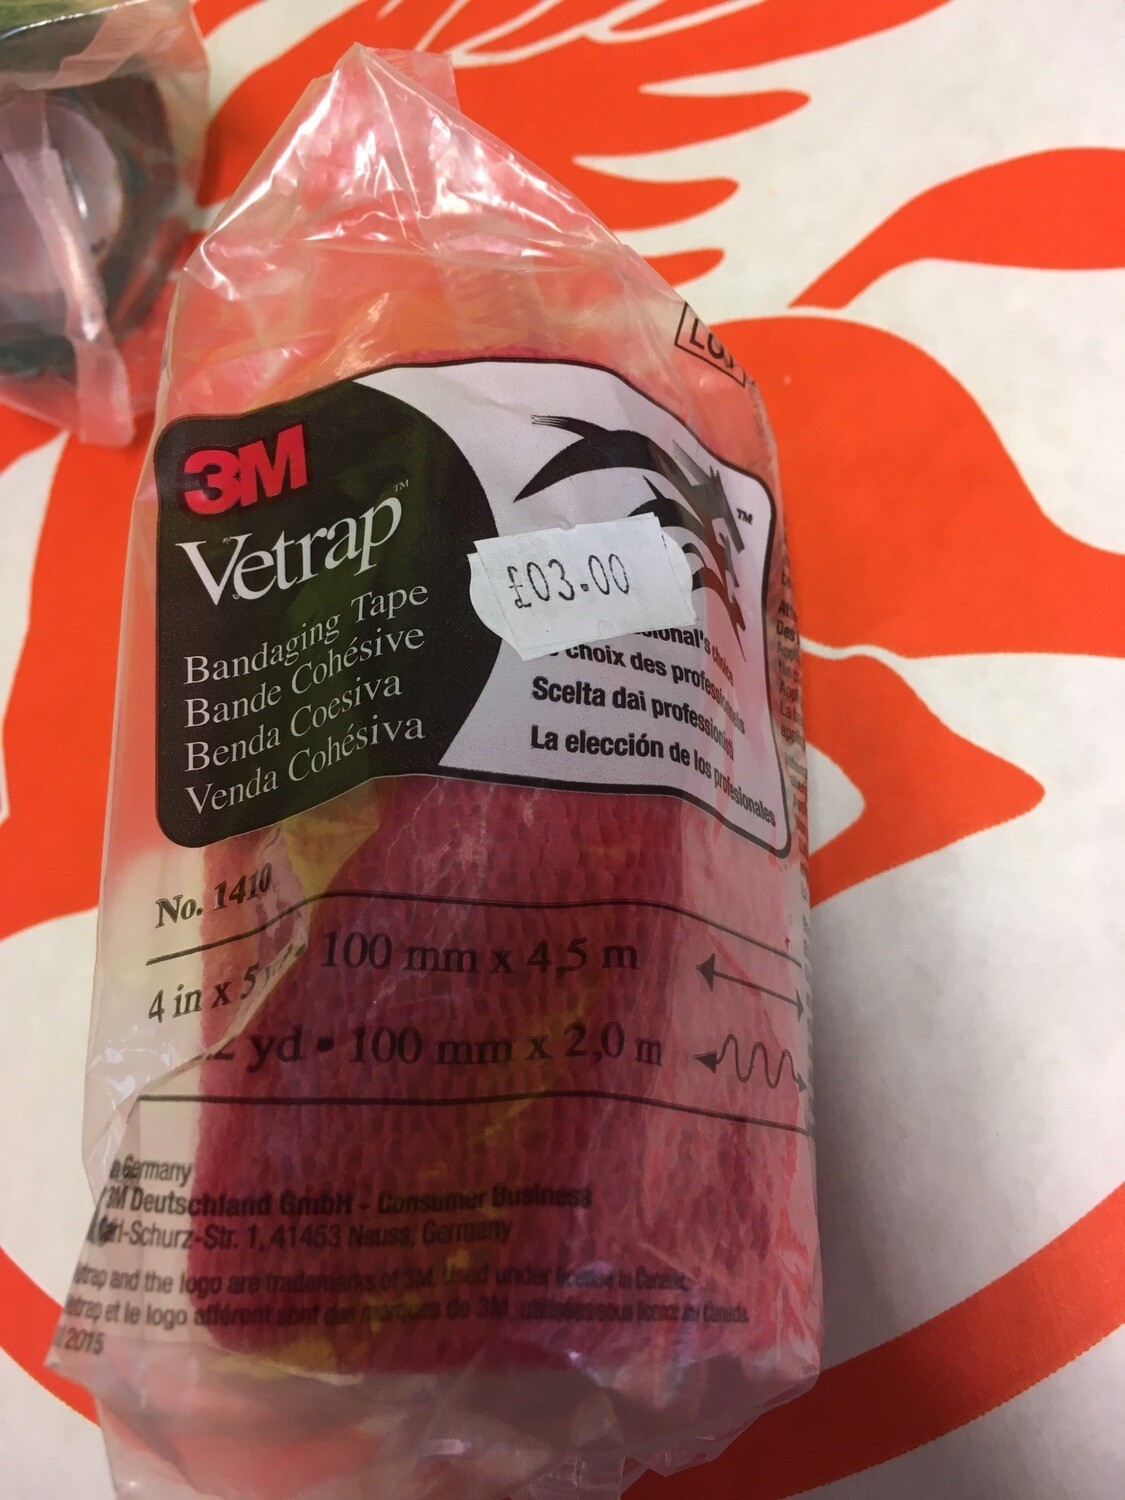 3M
Vetrap™
Bandaging Tape
Bande Cohésive
Benda Coesiva
Venda Cohésiva
™
£03.00
choix des professionnels
Scelta dai professionisti
La elección de los profesionales
No. 1410
4 in x 5 100 mm x 4,5 m
yd • 100 mm x 2,0 m
Germany
3M Deutschland GmbH - Consumer Business
Carl-Schurz-Str. 1, 41453 Neuss, Germany
and the logo are trademarks of 3M. Used under license in Canada.
et le logo afférent sont des marques de 3M, utilisées sous licence au Canada.
2015